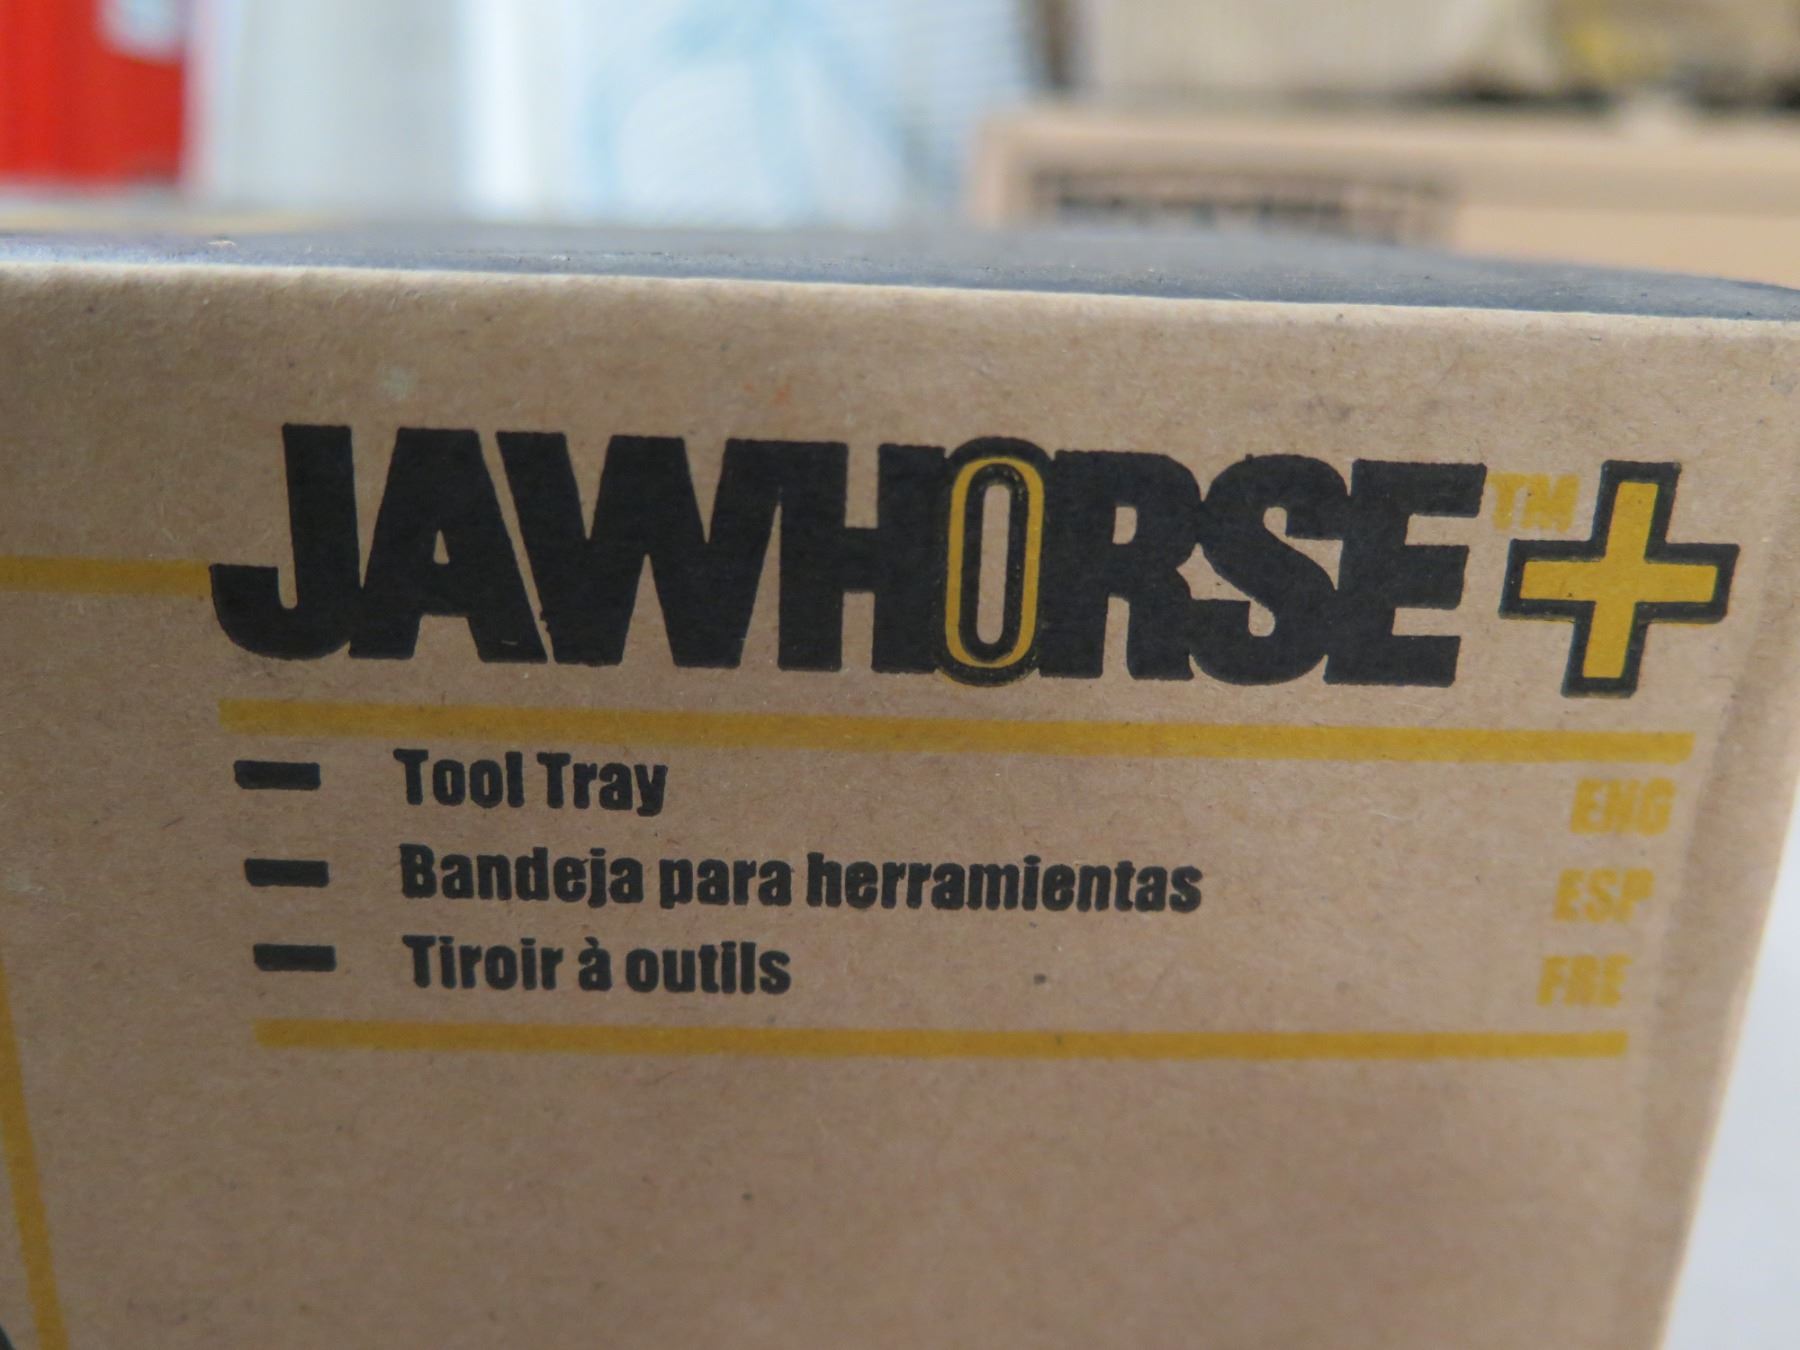 JAWHORSE™+
- Tool Tray ENG
- Bandeja para herramientas ESP
- Tiroir à outils FRE